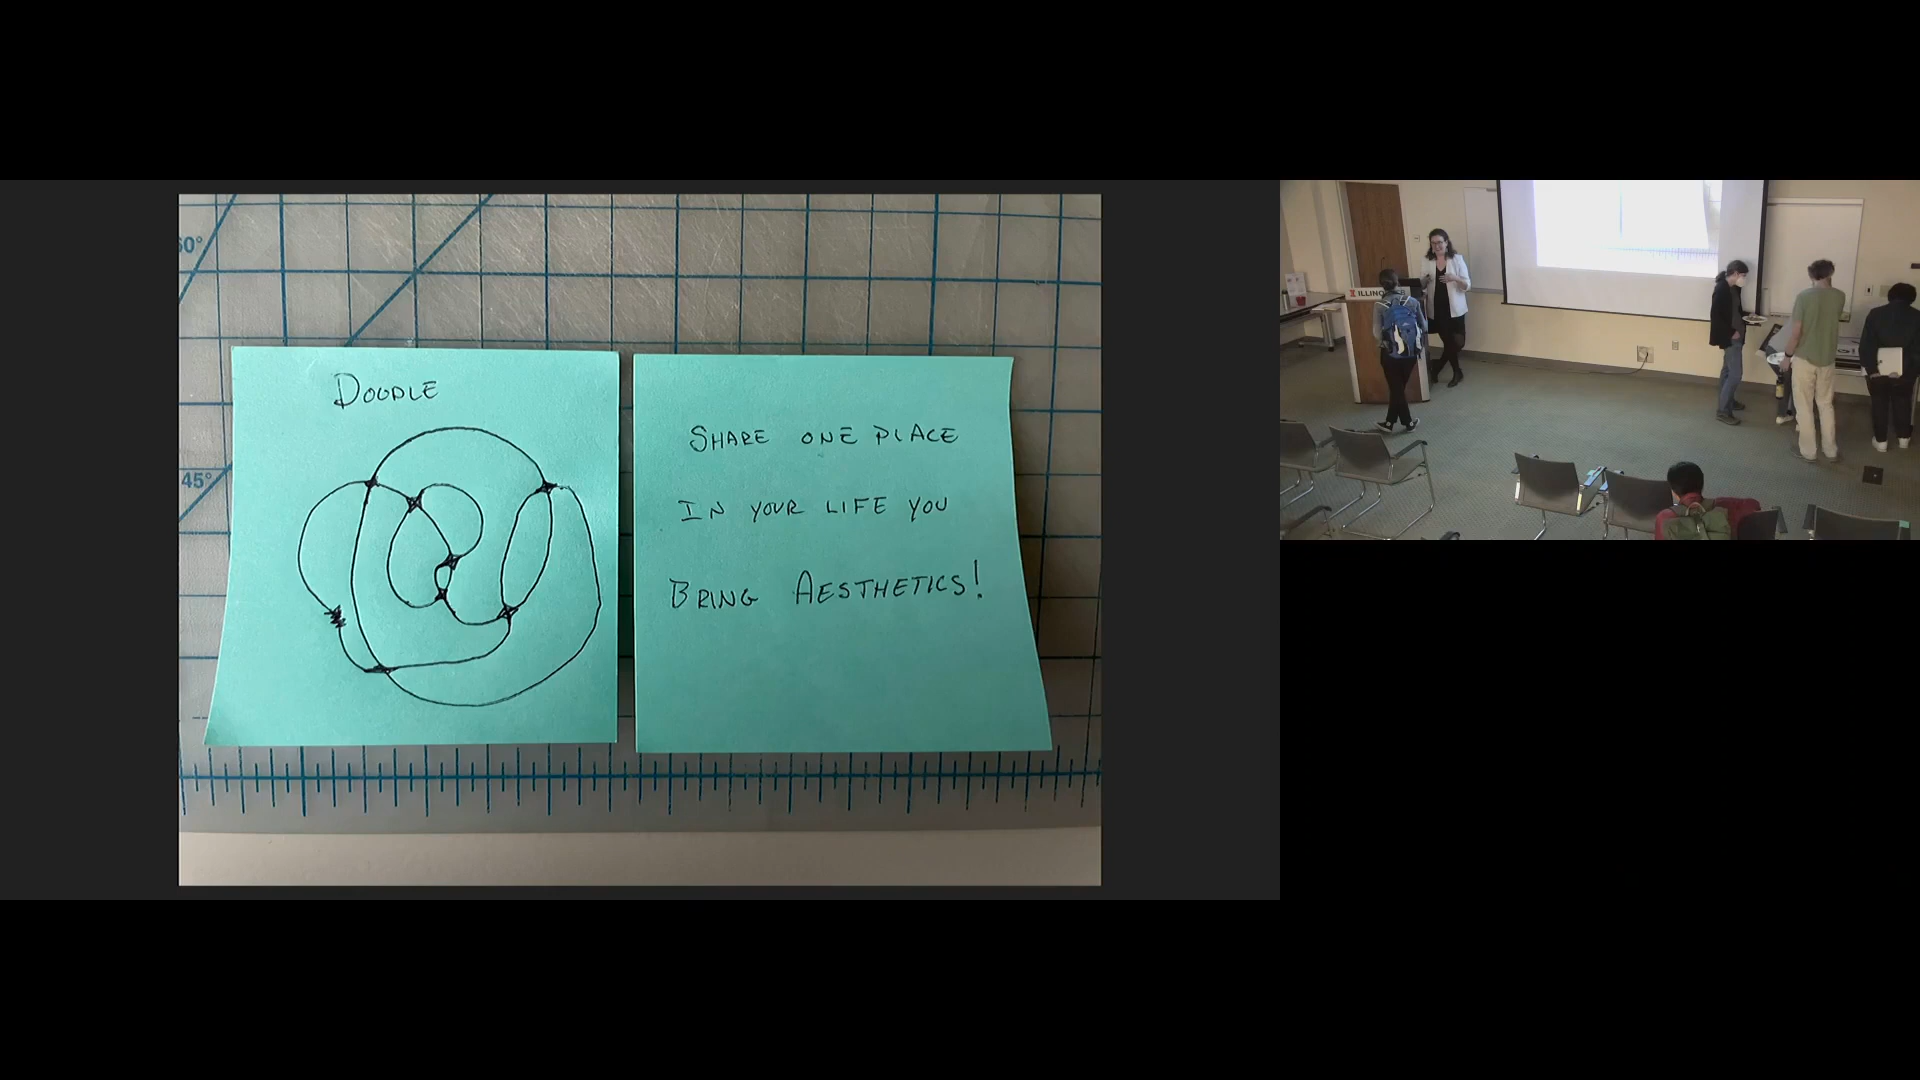 60°
45°
DOODLE
SHARE ONE PLACE
IN YOUR LIFE YOU
BRING AESTHETICS!